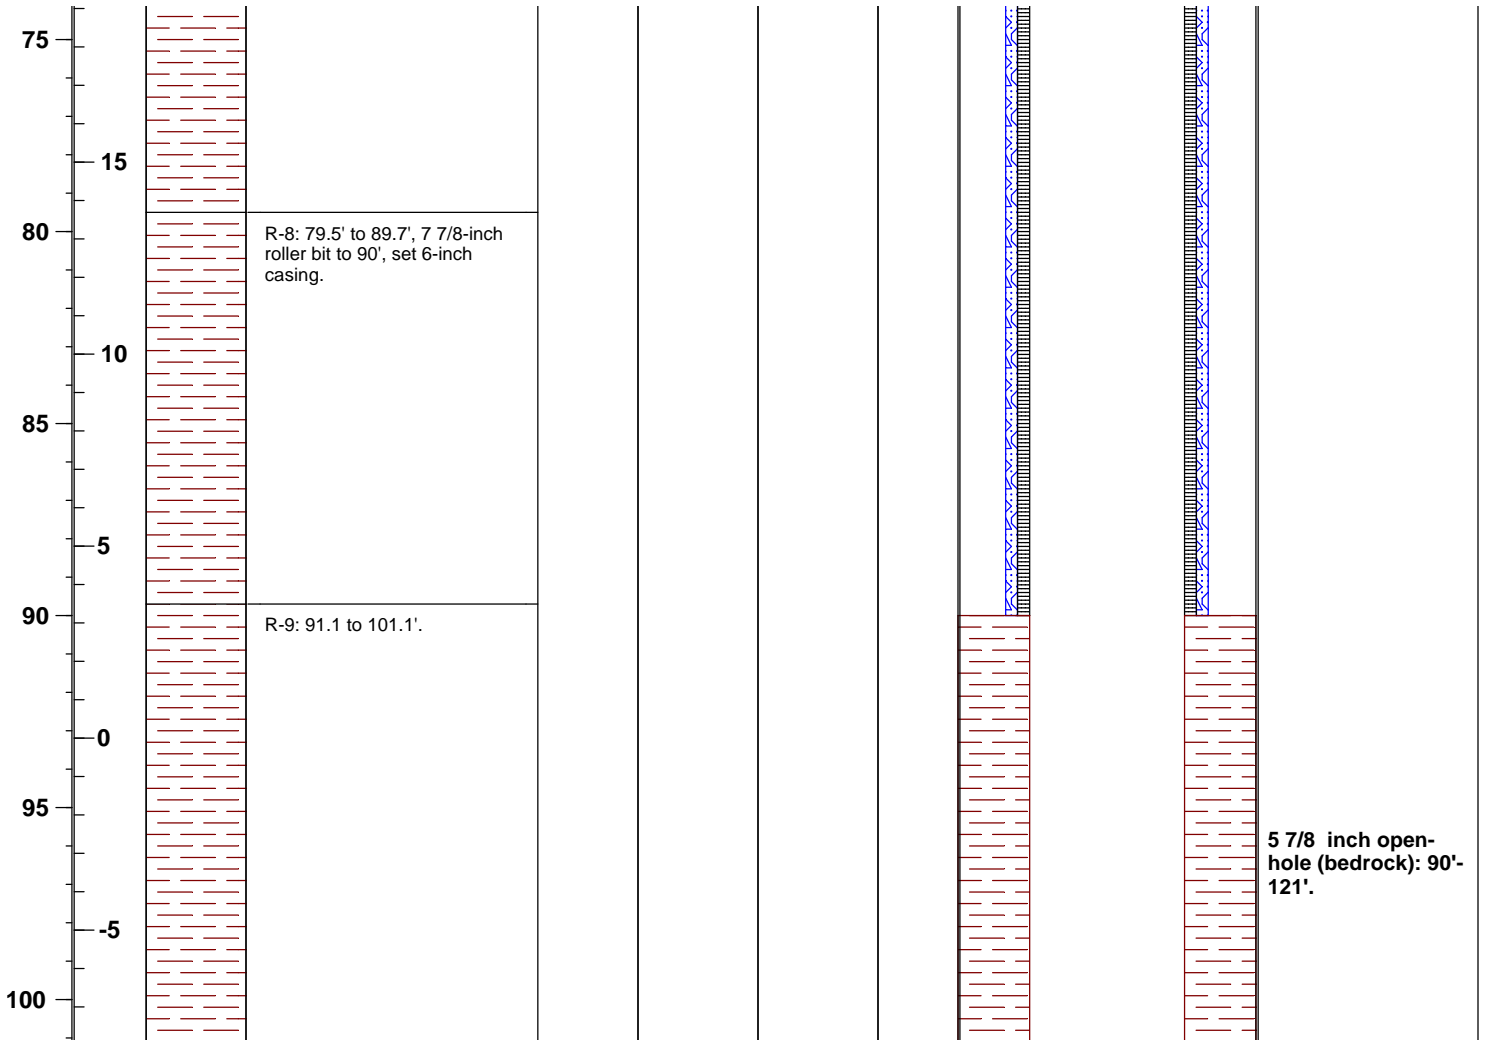 75
15
80
R-8: 79.5' to 89.7', 7 7/8-inch
roller bit to 90', set 6-inch
casing.
10
85
5
90
R-9: 91.1 to 101.1'.
0
95
5 7/8 inch open-
hole (bedrock): 90'-
121'.
-5
100